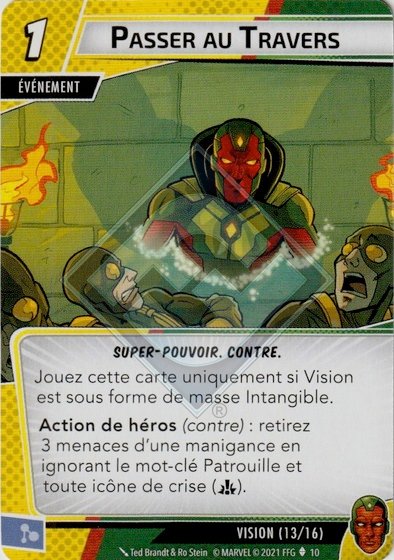 1
PASSER AU TRAVERS
ÉVÉNEMENT
SUPER-POUVOIR. CONTRE.
Jouez cette carte uniquement si Vision
est sous forme de masse Intangible.
®
Action de héros (contre) : retirez
3 menaces d’une manigance en
ignorant le mot-clé Patrouille et
toute icône de crise ( ).
VISION (13/16)
Ted Brandt & Ro Stein © MARVEL © 2021 FFG 10